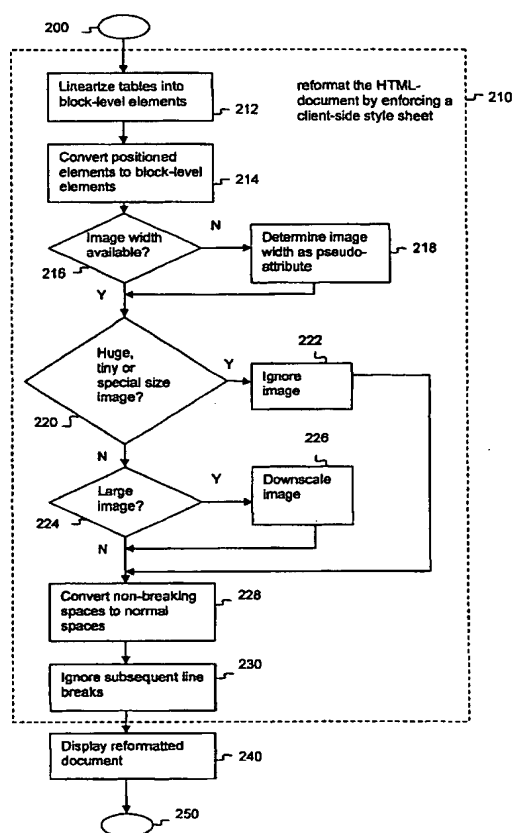 200
Linearize tables into
block-level elements
212
reformat the HTML-
document by enforcing a
client-side style sheet
210
Convert positioned
elements to block-level
elements
214
Image width
available?
216
N
Y
Determine image
width as pseudo-
attribute
218
Huge,
tiny or
special size
image?
220
Y
N
222
Ignore
image
Large
image?
224
Y
N
226
Downscale
image
Convert non-breaking
spaces to normal
spaces
228
Ignore subsequent line
breaks
230
Display reformatted
document
240
250